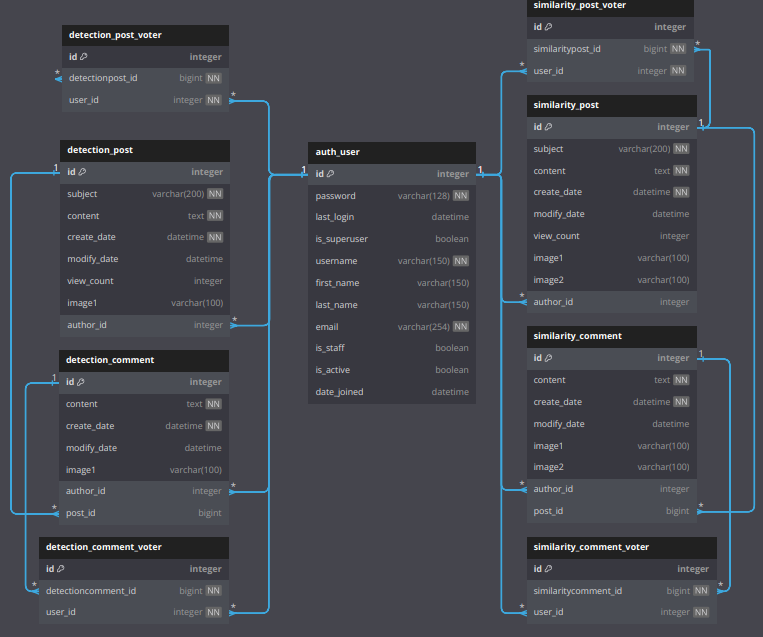 detection_post_voter
id integer
* detectionpost_id bigint NN
user_id integer NN *
detection_post
1 id integer
subject varchar(200) NN
content text NN
create_date datetime NN
modify_date datetime
view_count integer
image1 varchar(100)
author_id integer *
detection_comment
1 id integer
content text NN
create_date datetime NN
modify_date datetime
image1 varchar(100)
author_id integer *
* post_id bigint
detection_comment_voter
id integer
* detectioncomment_id bigint NN
user_id integer NN *
auth_user
1 id integer 1
password varchar(128) NN
last_login datetime
is_superuser boolean
username varchar(150) NN
first_name varchar(150)
last_name varchar(150)
email varchar(254) NN
is_staff boolean
is_active boolean
date_joined datetime
similarity_post_voter
id integer
similaritypost_id bigint NN *
* user_id integer NN
similarity_post
id integer 1
subject varchar(200) NN
content text NN
create_date datetime NN
modify_date datetime
view_count integer
image1 varchar(100)
image2 varchar(100)
* author_id integer
similarity_comment
id integer 1
content text NN
create_date datetime NN
modify_date datetime
image1 varchar(100)
image2 varchar(100)
* author_id integer
post_id bigint *
similarity_comment_voter
id integer
similaritycomment_id bigint NN *
* user_id integer NN